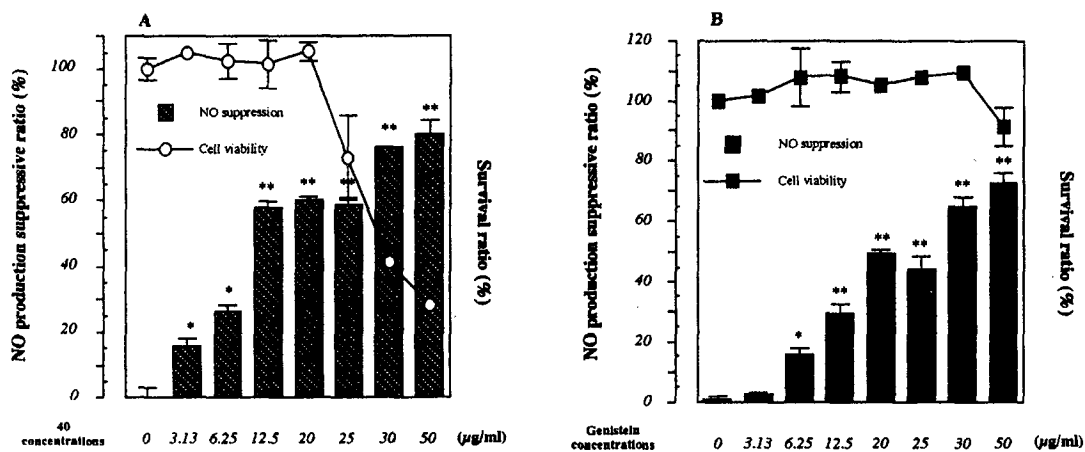 A
NO production suppressive ratio (%)
100
80
60
40
20
0
NO suppression
Cell viability
*
*
**
**
**
**
**
Survival ratio (%)
40
concentrations
0 3.13 6.25 12.5 20 25 30 50 (µg/ml)
B
NO production suppressive ratio (%)
120
100
80
60
40
20
0
NO suppression
Cell viability
*
**
**
**
**
**
Survival ratio (%)
Genistein
concentrations
0 3.13 6.25 12.5 20 25 30 50 (µg/ml)